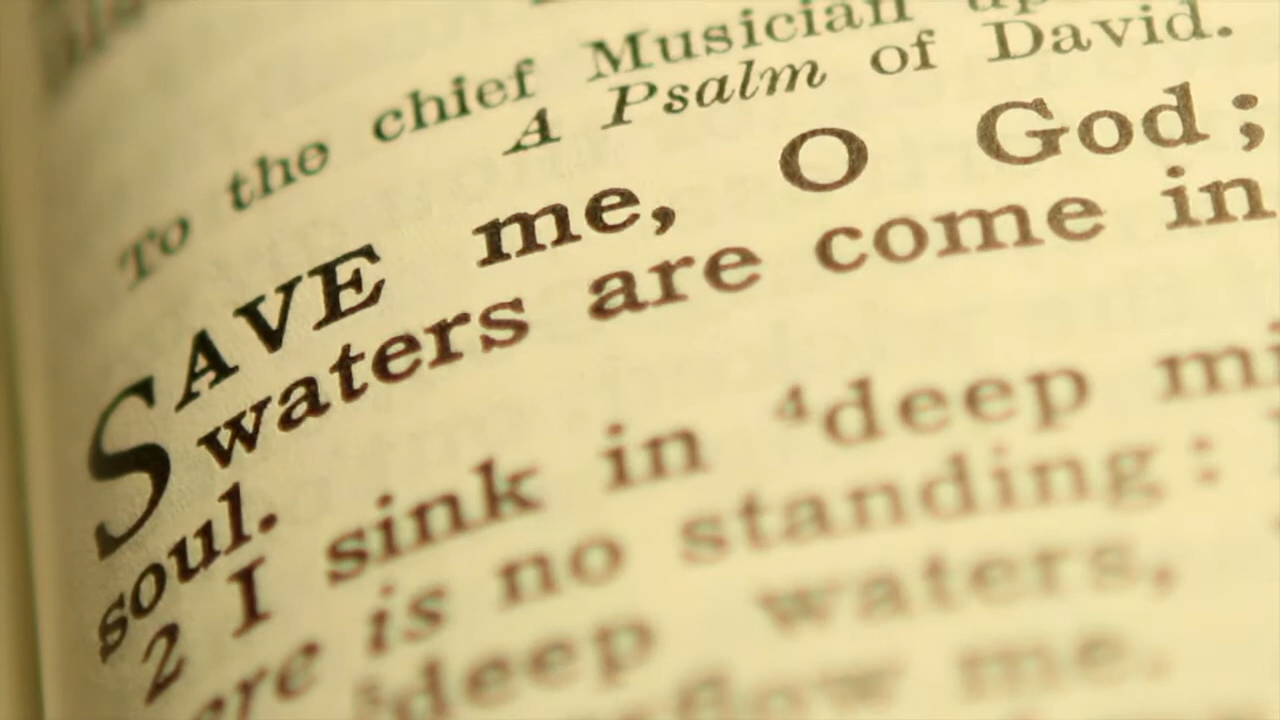 To the chief Musician
A Psalm of David.
SAVE me, O God;
waters are come in
soul.
2 I sink in ⁴deep
is no standing:
deep waters,
me.